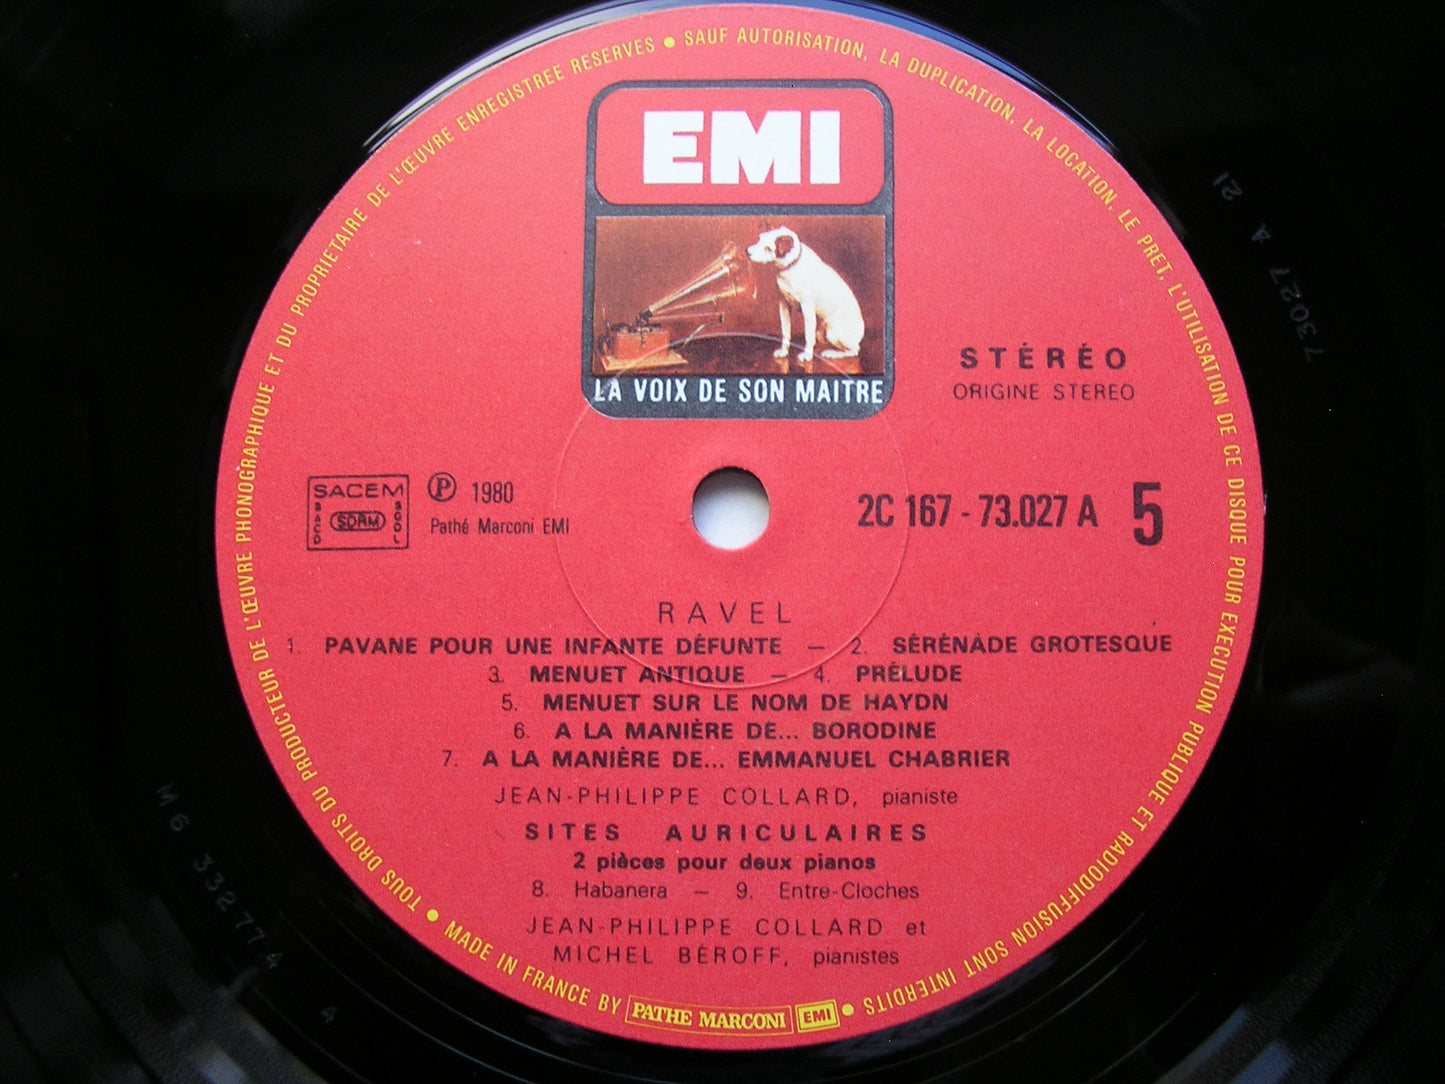 TOUS DROITS DU PRODUCTEUR DE L'ŒUVRE PHONOGRAPHIQUE ET DU PROPRIETAIRE DE L'ŒUVRE ENREGISTREE RESERVES • SAUF AUTORISATION, LA DUPLICATION, LA LOCATION, LE PRET, L'UTILISATION DE CE DISQUE POUR EXECUTION PUBLIQUE ET RADIODIFFUSION SONT INTERDITS •
EMI
LA VOIX DE SON MAITRE
STÉRÉO
ORIGINE STEREO
SACEM
SDRM
SACD
SGDL
℗ 1980
Pathé Marconi EMI
2C 167 - 73.027 A 5
RAVEL
1. PAVANE POUR UNE INFANTE DÉFUNTE — 2. SÉRÉNADE GROTESQUE
3. MENUET ANTIQUE — 4. PRÉLUDE
5. MENUET SUR LE NOM DE HAYDN
6. A LA MANIÈRE DE... BORODINE
7. A LA MANIÈRE DE... EMMANUEL CHABRIER
JEAN-PHILIPPE COLLARD, pianiste
SITES AURICULAIRES
2 pièces pour deux pianos
8. Habanera — 9. Entre-Cloches
JEAN-PHILIPPE COLLARD et
MICHEL BÉROFF, pianistes
• MADE IN FRANCE BY PATHE MARCONI EMI
73027 A 21
M6 332774 4